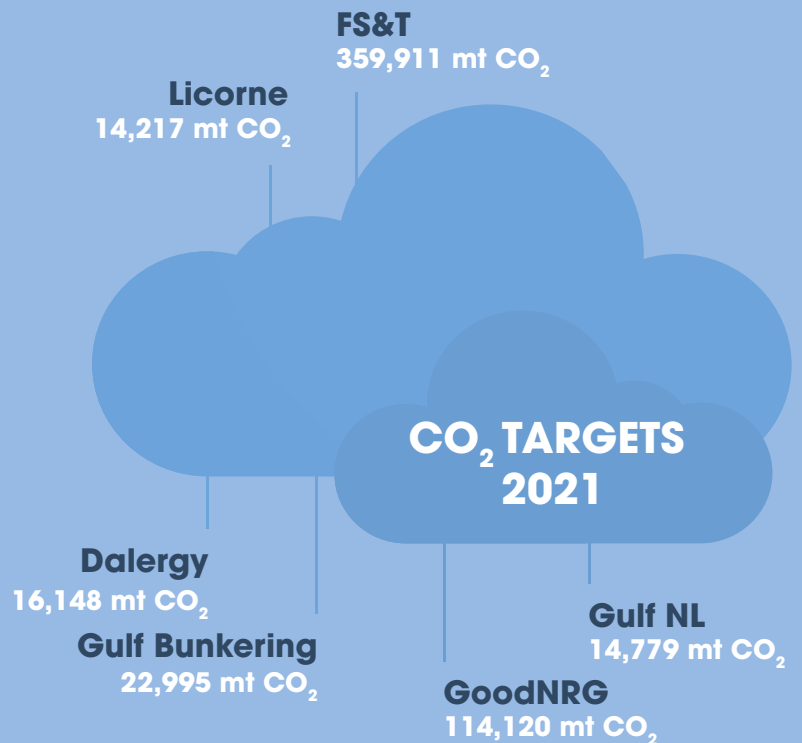 FS&T
359,911 mt CO₂
Licorne
14,217 mt CO₂
CO₂ TARGETS
2021
Dalergy
16,148 mt CO₂
Gulf Bunkering
22,995 mt CO₂
Gulf NL
14,779 mt CO₂
GoodNRG
114,120 mt CO₂